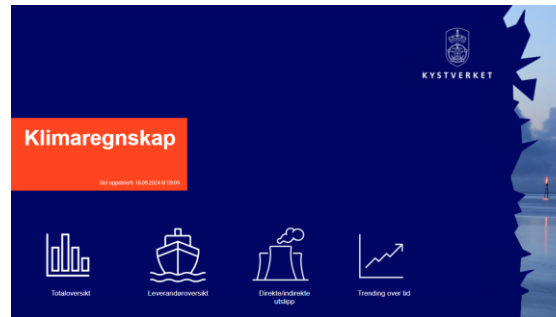 KYSTVERKET
Klimaregnskap
Sist oppdatert: 16.09.2024 kl 09:09
Totaloversikt
Leverandøroversikt
Direkte/indirekte
utslipp
Trending over tid